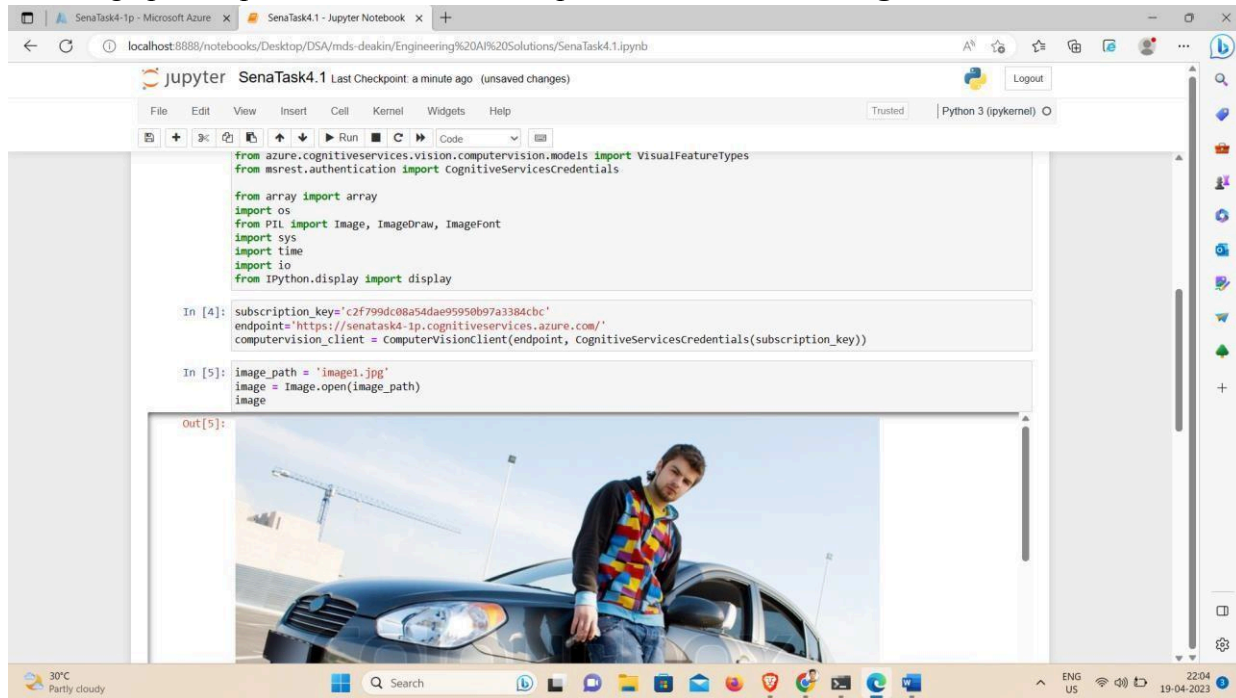 SenaTask4-1p - Microsoft Azure
SenaTask4.1 - Jupyter Notebook
localhost:8888/notebooks/Desktop/DSA/mds-deakin/Engineering%20AI%20Solutions/SenaTask4.1.ipynb
jupyter SenaTask4.1 Last Checkpoint: a minute ago (unsaved changes)
Logout
File Edit View Insert Cell Kernel Widgets Help
Trusted Python 3 (ipykernel)
Run Code
from azure.cognitiveservices.vision.computervision.models import VisualFeatureTypes
from msrest.authentication import CognitiveServicesCredentials
from array import array
import os
from PIL import Image, ImageDraw, ImageFont
import sys
import time
import io
from IPython.display import display
In [4]: subscription_key='c2f799dc08a54dae95950b97a3384cbc'
endpoint='https://senatask4-1p.cognitiveservices.azure.com/'
computervision_client = ComputerVisionClient(endpoint, CognitiveServicesCredentials(subscription_key))
In [5]: image_path = 'image1.jpg'
image = Image.open(image_path)
image
Out[5]:
30°C
Partly cloudy
Search
ENG
US
22:04
19-04-2023
3